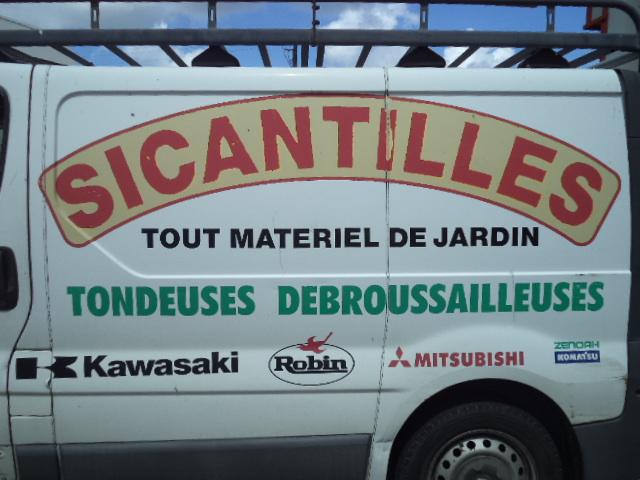 SICANTILLES
TOUT MATERIEL DE JARDIN
TONDEUSES DEBROUSSAILLEUSES
Kawasaki Robin MITSUBISHI ZENOAH
KOMATSU